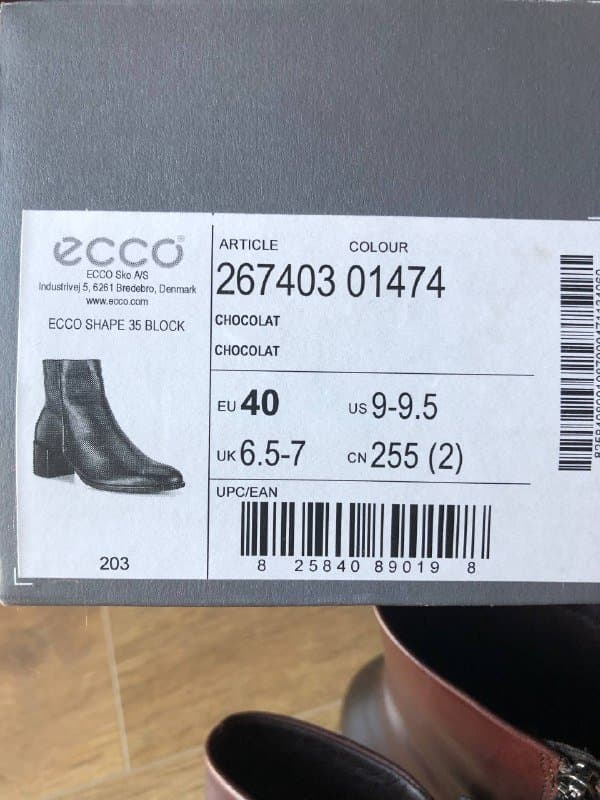 ecco®
ECCO Sko A/S
Industrivej 5, 6261 Bredebro, Denmark
www.ecco.com
ECCO SHAPE 35 BLOCK
203
ARTICLE COLOUR
267403 01474
CHOCOLAT
CHOCOLAT
EU 40 US 9-9.5
UK 6.5-7 CN 255 (2)
UPC/EAN
8 25840 89019 8